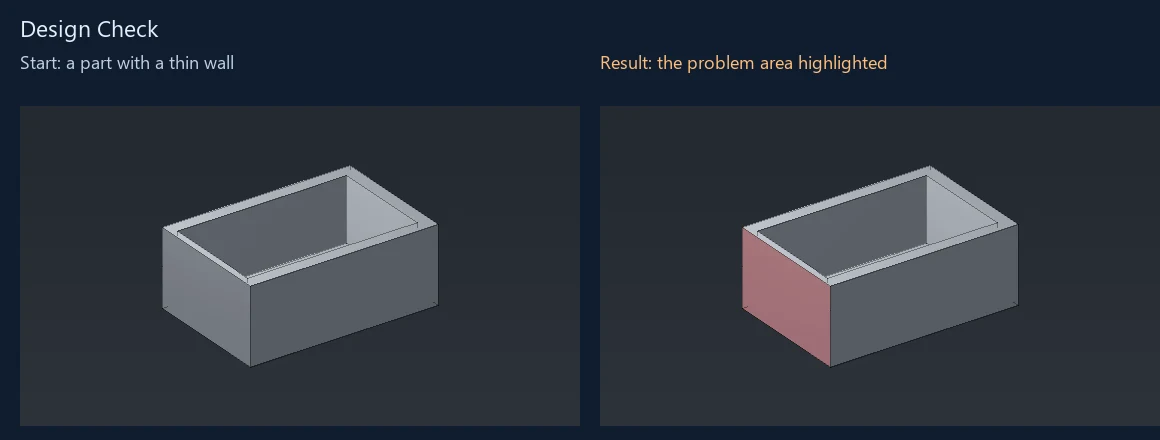 Design Check
Start: a part with a thin wall
Result: the problem area highlighted